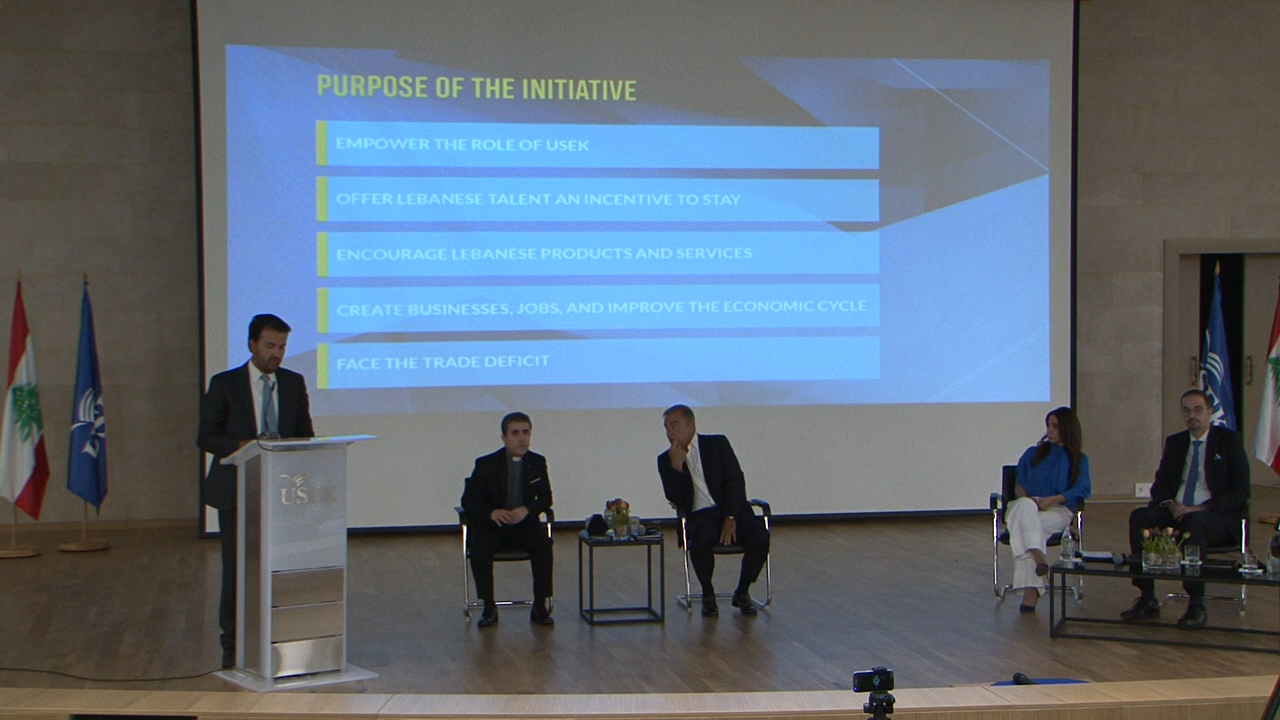 PURPOSE OF THE INITIATIVE
EMPOWER THE ROLE OF USEK
OFFER LEBANESE TALENT AN INCENTIVE TO STAY
ENCOURAGE LEBANESE PRODUCTS AND SERVICES
CREATE BUSINESSES, JOBS, AND IMPROVE THE ECONOMIC CYCLE
FACE THE TRADE DEFICIT
USEK